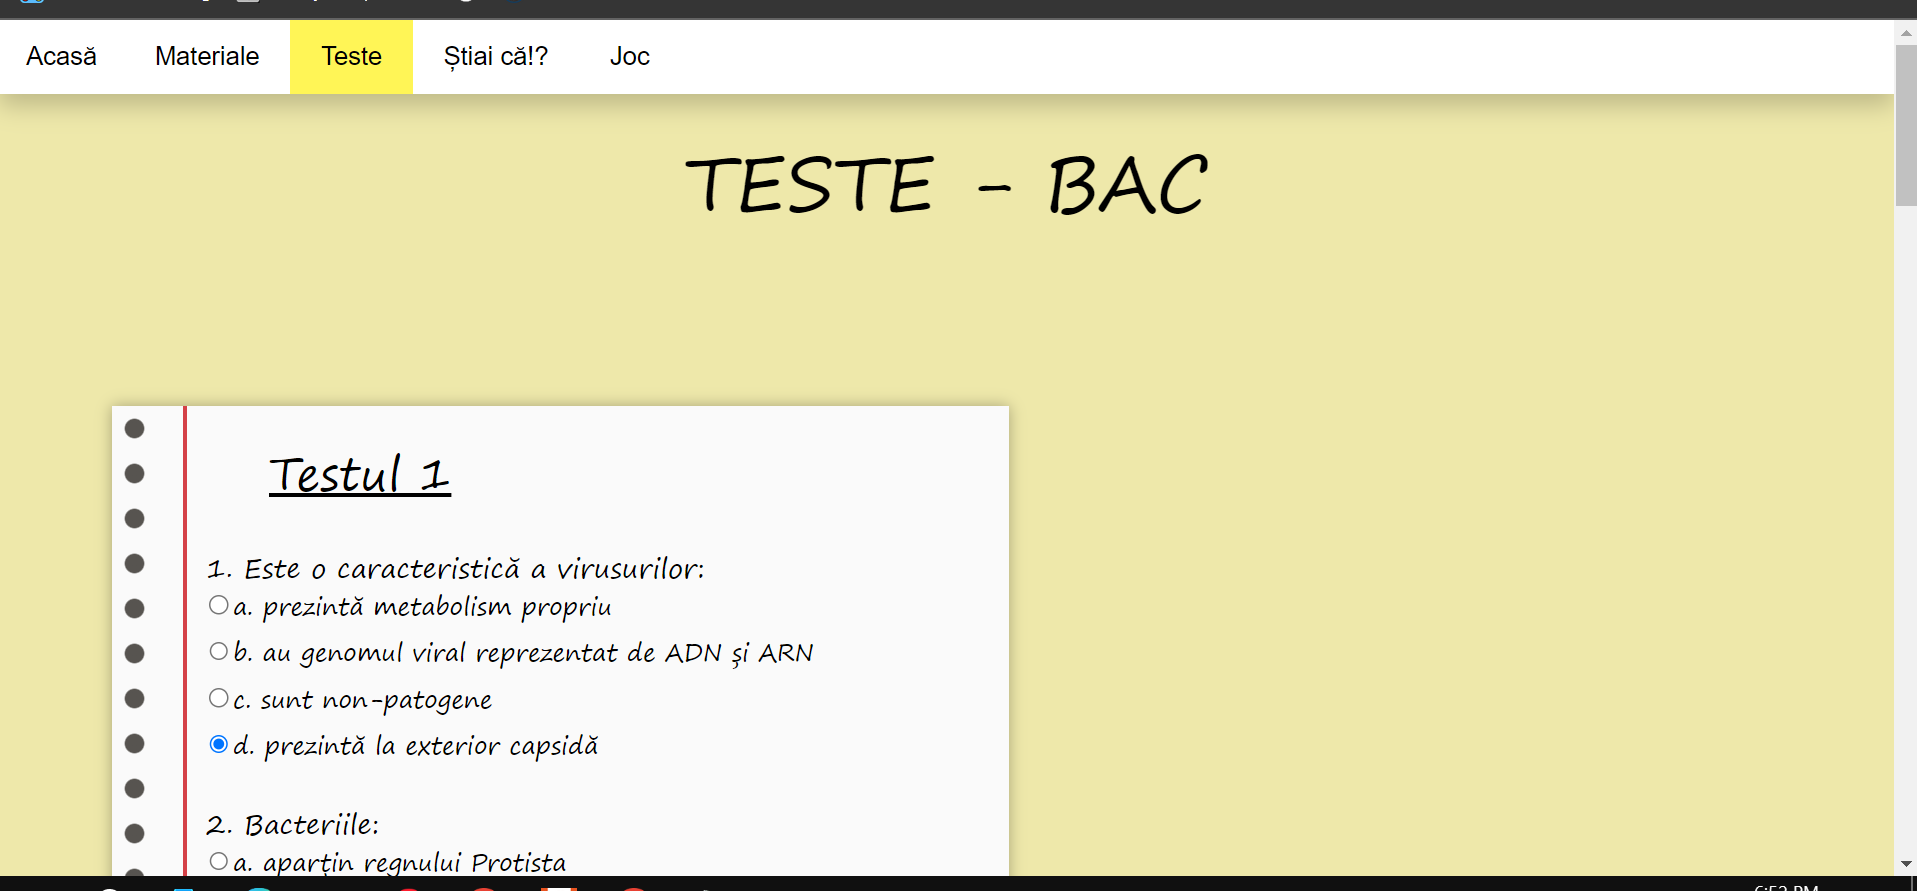 Acasă Materiale Teste Știai că!? Joc
TESTE - BAC
Testul 1
1. Este o caracteristică a virusurilor:
a. prezintă metabolism propriu
b. au genomul viral reprezentat de ADN și ARN
c. sunt non-patogene
d. prezintă la exterior capsidă
2. Bacteriile:
a. aparțin regnului Protista